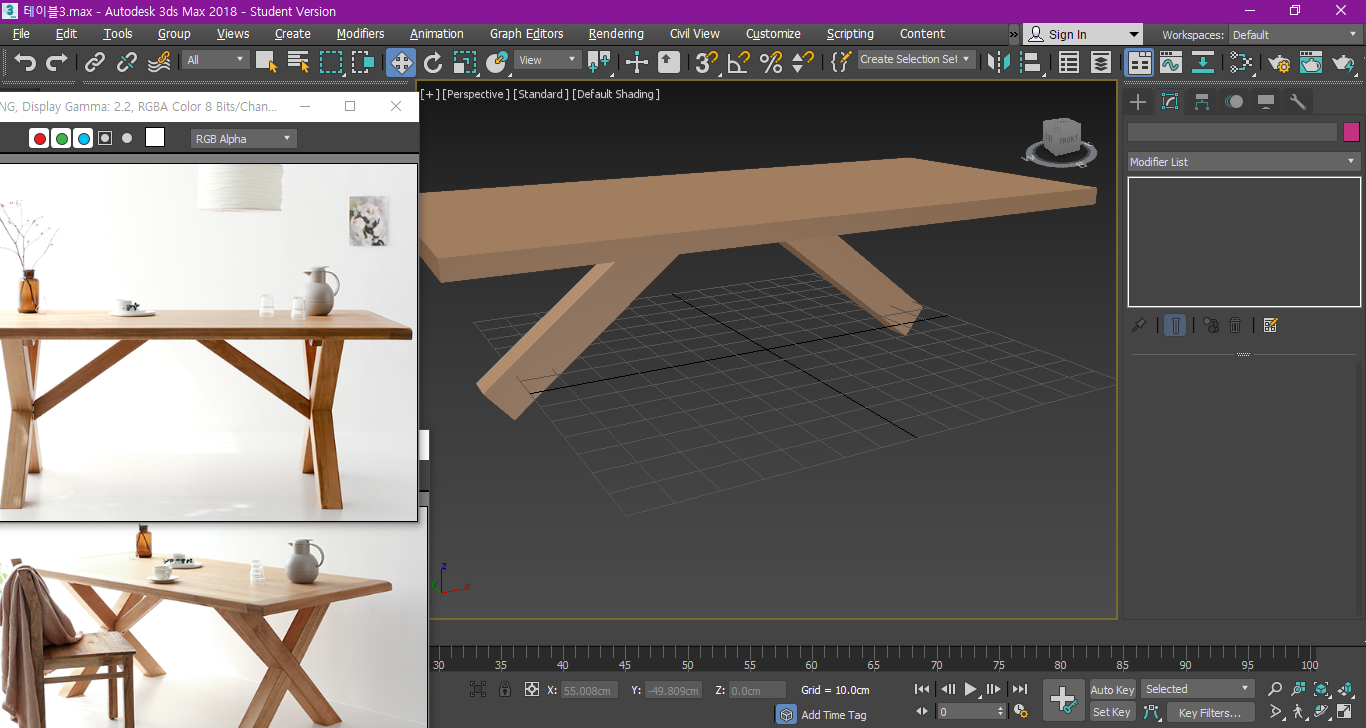 테이블3.max - Autodesk 3ds Max 2018 - Student Version
File Edit Tools Group Views Create Modifiers Animation Graph Editors Rendering Civil View Customize Scripting Content » Sign In Workspaces: Default
All View 3 Create Selection Set
NG, Display Gamma: 2.2, RGBA Color 8 Bits/Chan...
RGB Alpha
[+] [Perspective] [Standard] [Default Shading]
FRONT
Modifier List
z
x
30 35 40 45 50 55 60 65 70 75 80 85 90 95 100
X: 55.008cm Y: -49.809cm Z: 0.0cm Grid = 10.0cm
Auto Key Selected
Add Time Tag
0
Set Key Key Filters...